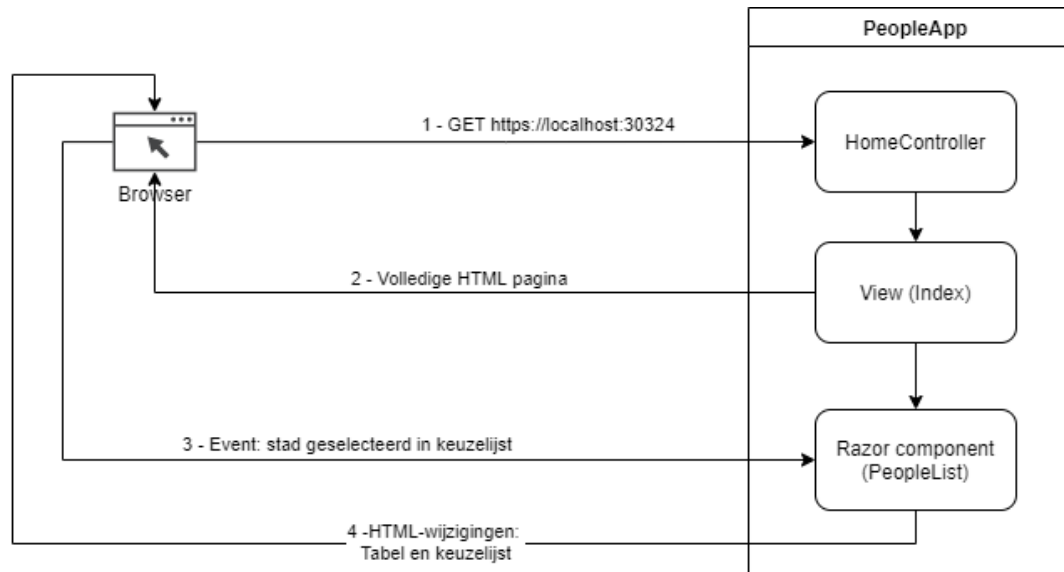 PeopleApp
1 - GET https://localhost:30324
HomeController
Browser
2 - Volledige HTML pagina
View (Index)
3 - Event: stad geselecteerd in keuzelijst
Razor component
(PeopleList)
4 -HTML-wijzigingen:
Tabel en keuzelijst